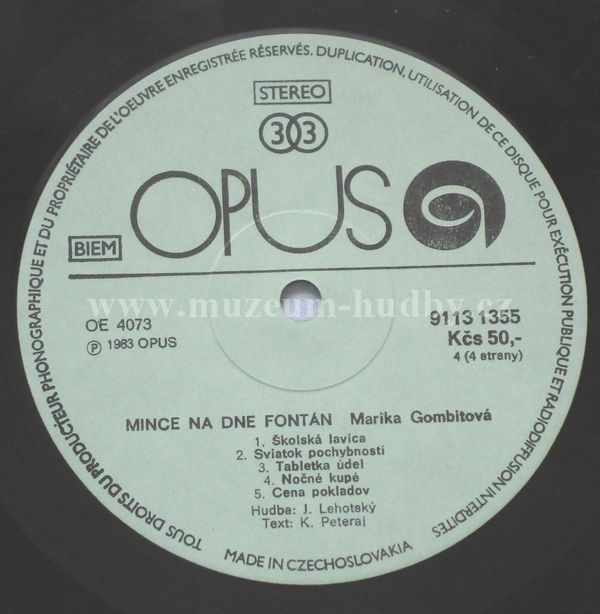 TOUS DROITS DU PRODUCTEUR PHONOGRAPHIQUE ET DU PROPRIÉTAIRE DE L'OEUVRE ENREGISTRÉE RÉSERVÉS. DUPLICATION, UTILISATION DE CE DISQUE POUR EXÉCUTION PUBLIQUE ET RADIODIFFUSION INTERDITES
STEREO
33
OPUS
BIEM
www.muzeum-hudby.cz
OE 4073
9113 1355
Ⓟ 1983 OPUS
Kčs 50,-
4 (4 strany)
MINCE NA DNE FONTÁN Marika Gombitová
1. Školská lavica
2. Sviatok pochybností
3. Tabletka údel
4. Nočné kupé
5. Cena pokladov
Hudba: J. Lehotský
Text: K. Peteraj
MADE IN CZECHOSLOVAKIA